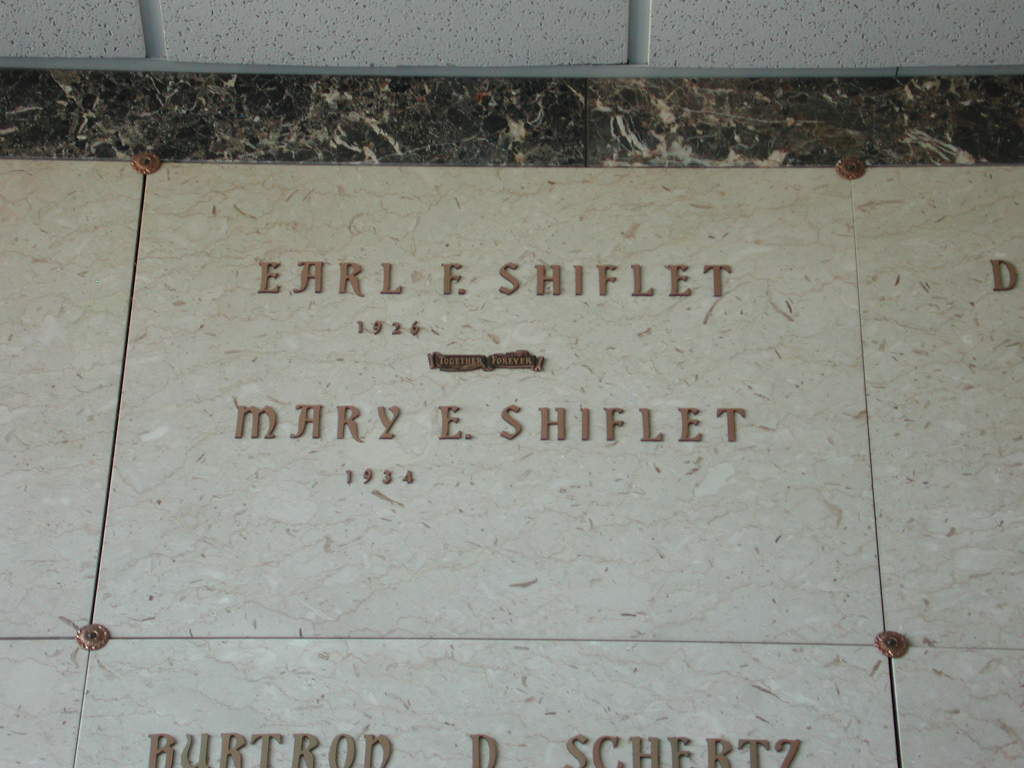 EARL F. SHIFLET
D
1926
TOGETHER FOREVER
MARY E. SHIFLET
1934
BURTRON D SCHERTZ